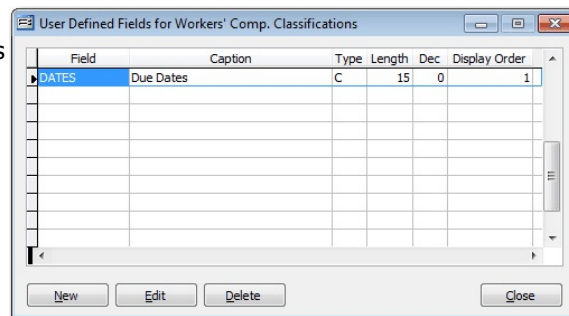 s
User Defined Fields for Workers' Comp. Classifications
Field Caption Type Length Dec Display Order
DATES Due Dates C 15 0 1
New Edit Delete Close